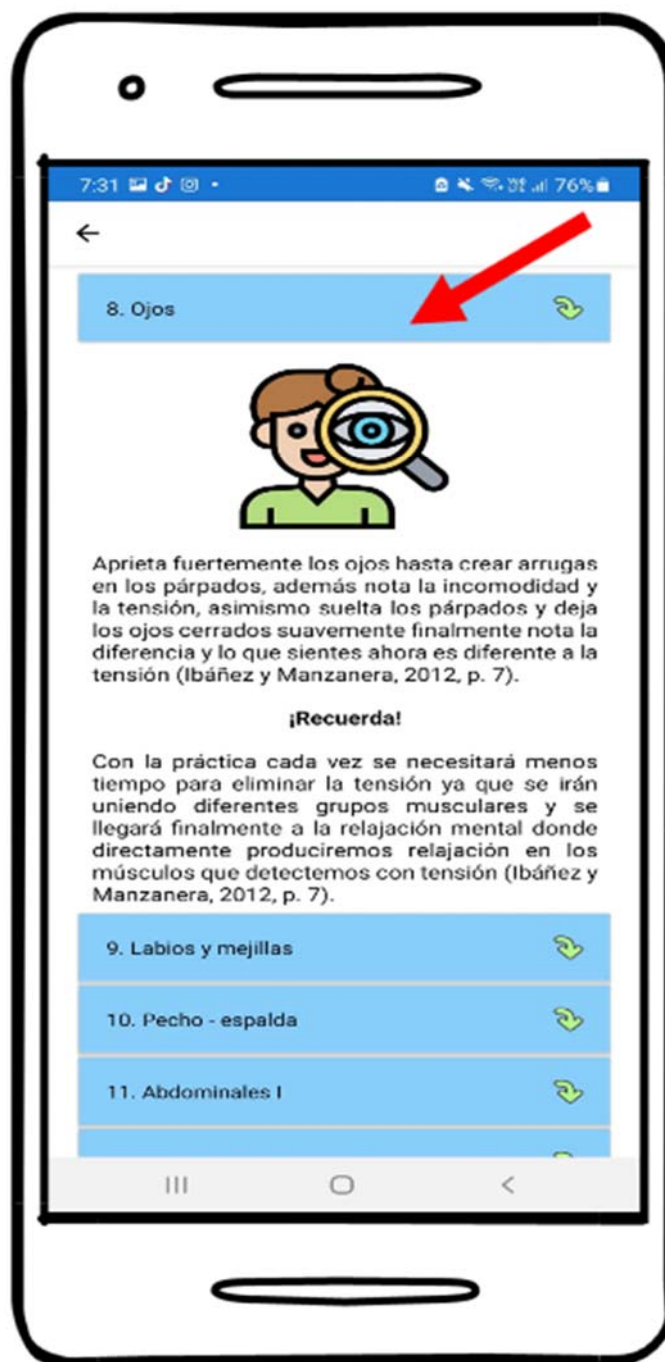 7:31 76%
8. Ojos
Aprieta fuertemente los ojos hasta crear arrugas
en los párpados, además nota la incomodidad y
la tensión, asimismo suelta los párpados y deja
los ojos cerrados suavemente finalmente nota la
diferencia y lo que sientes ahora es diferente a la
tensión (Ibáñez y Manzanera, 2012, p. 7).
¡Recuerda!
Con la práctica cada vez se necesitará menos
tiempo para eliminar la tensión ya que se irán
uniendo diferentes grupos musculares y se
llegará finalmente a la relajación mental donde
directamente produciremos relajación en los
músculos que detectemos con tensión (Ibáñez y
Manzanera, 2012, p. 7).
9. Labios y mejillas
10. Pecho - espalda
11. Abdominales I